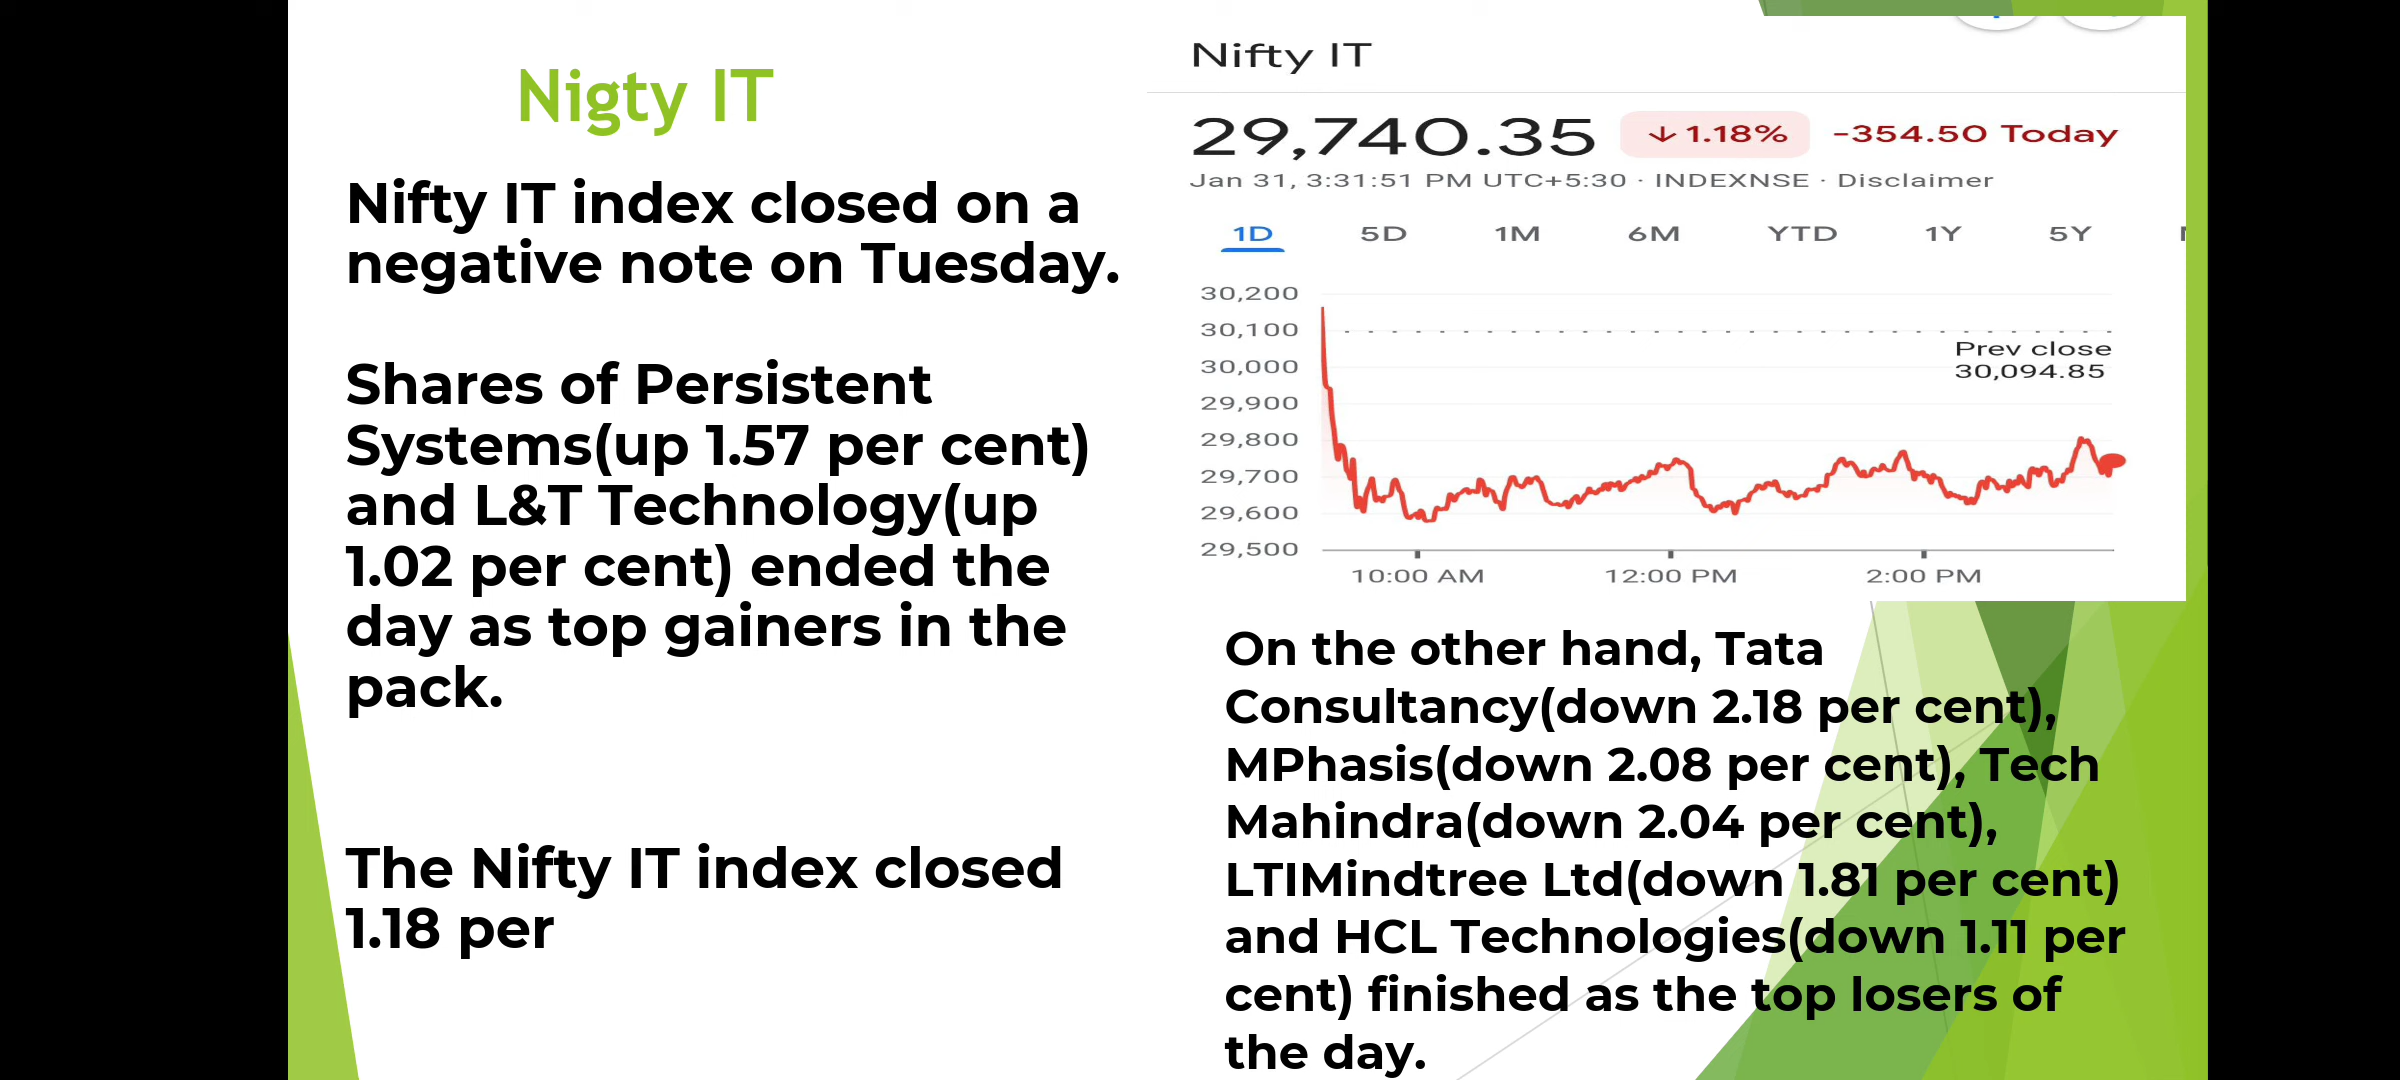 Nigty IT
Nifty IT index closed on a
negative note on Tuesday.
Shares of Persistent
Systems(up 1.57 per cent)
and L&T Technology(up
1.02 per cent) ended the
day as top gainers in the
pack.
The Nifty IT index closed
1.18 per
Nifty IT
29,740.35 ↓ 1.18% -354.50 Today
Jan 31, 3:31:51 PM UTC+5:30 · INDEXNSE · Disclaimer
1D 5D 1M 6M YTD 1Y 5Y
30,200
30,100
Prev close
30,000
30,094.85
29,900
29,800
29,700
29,600
29,500
10:00 AM 12:00 PM 2:00 PM
On the other hand, Tata
Consultancy(down 2.18 per cent),
MPhasis(down 2.08 per cent), Tech
Mahindra(down 2.04 per cent),
LTIMindtree Ltd(down 1.81 per cent)
and HCL Technologies(down 1.11 per
cent) finished as the top losers of
the day.